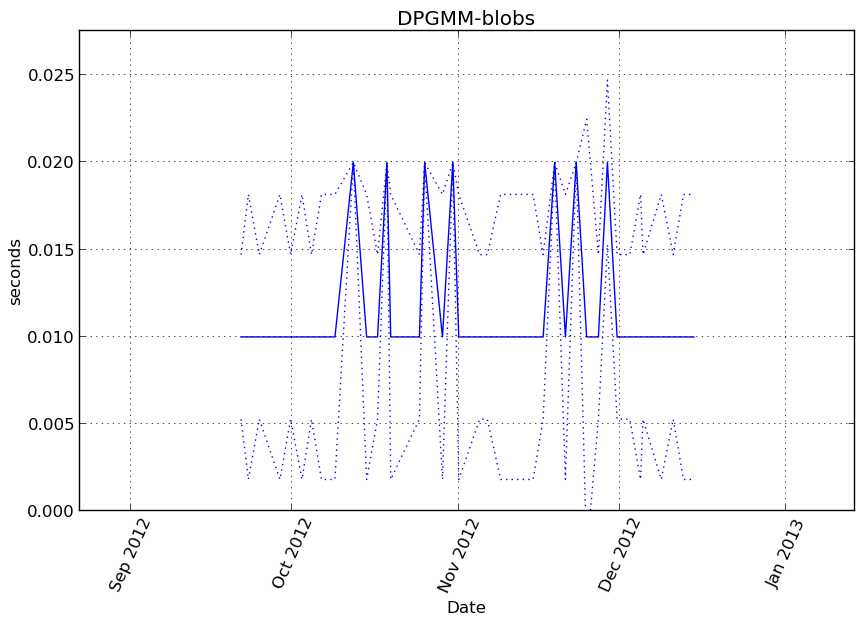 DPGMM-blobs
0.025
0.020
0.015
0.010
0.005
0.000
seconds
Sep 2012
Oct 2012
Nov 2012
Dec 2012
Jan 2013
Date